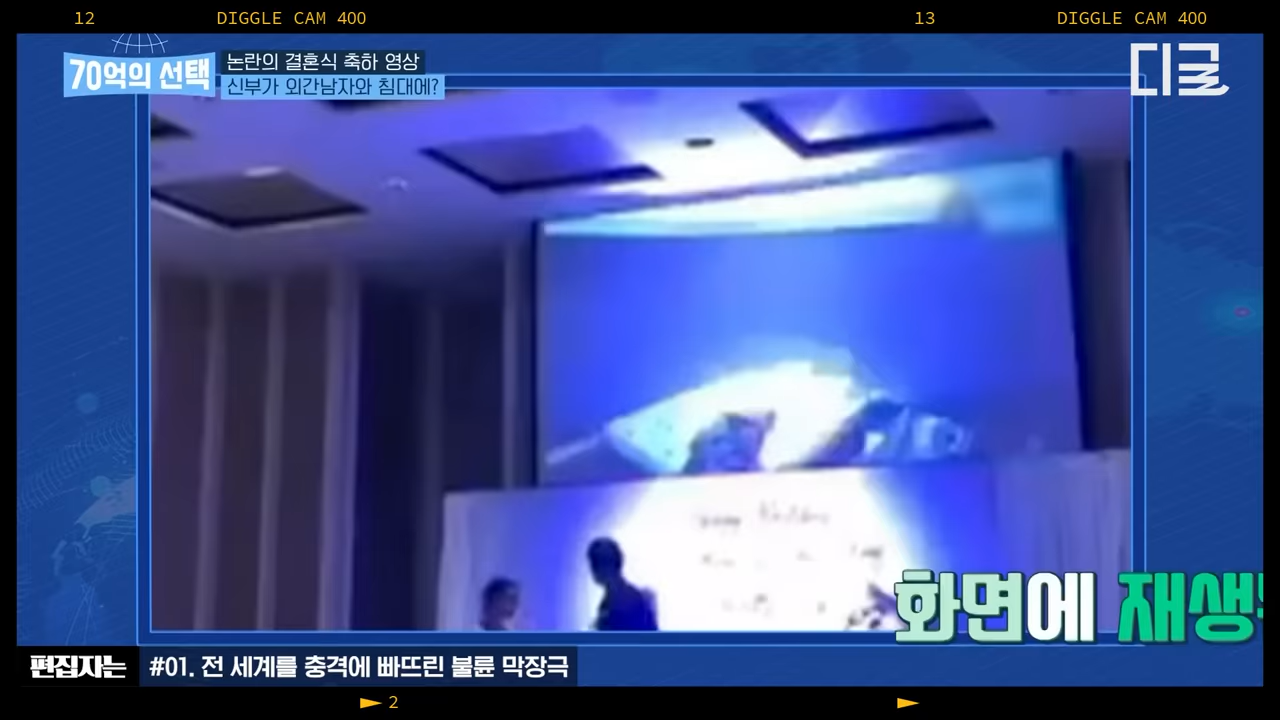 12 DIGGLE CAM 400 13 DIGGLE CAM 400
70억의 선택
논란의 결혼식 축하 영상
신부가 외간남자와 침대에?
디글
화면에 재생
편집자는 #01. 전 세계를 충격에 빠뜨린 불륜 막장극
2